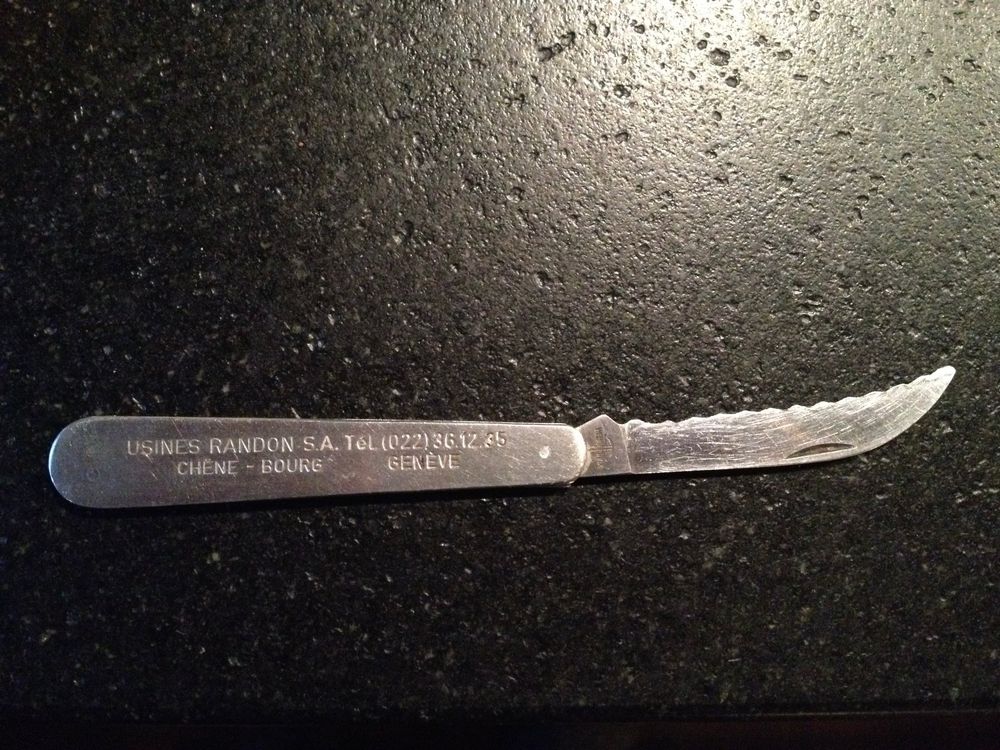 USINES RANDON S.A. Tél. (022) 36.12.35
CHÊNE - BOURG GENÈVE